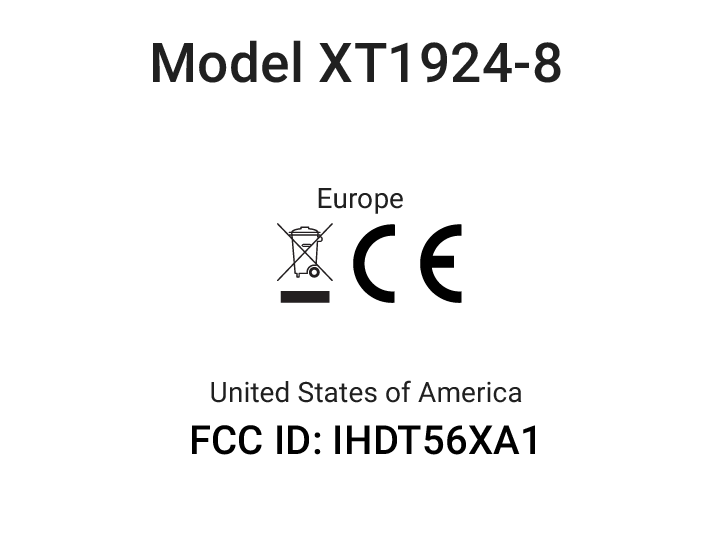 Model XT1924-8
Europe
CE
United States of America
FCC ID: IHDT56XA1